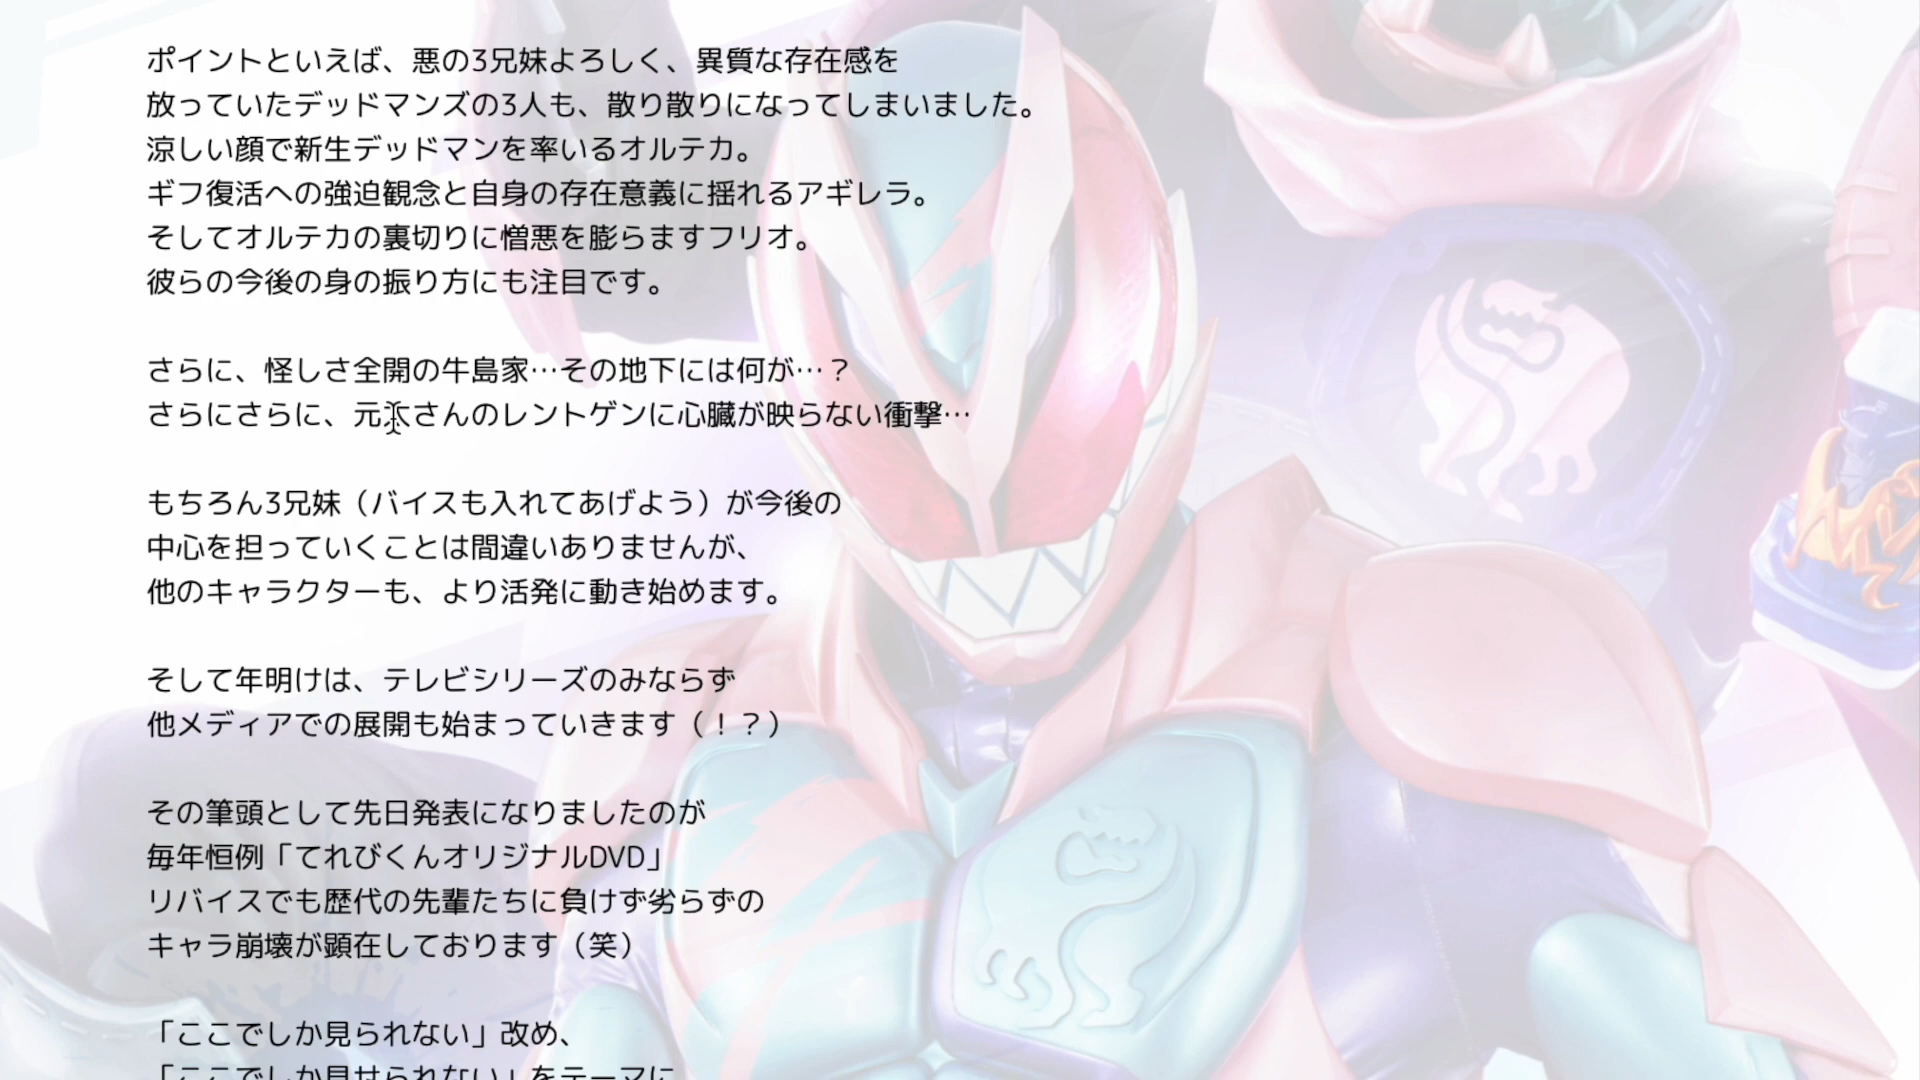 ポイントといえば、悪の3兄妹よろしく、異質な存在感を
放っていたデッドマンズの3人も、散り散りになってしまいました。
涼しい顔で新生デッドマンを率いるオルテカ。
ギフ復活への強迫観念と自身の存在意義に揺れるアギレラ。
そしてオルテカの裏切りに憎悪を膨らますフリオ。
彼らの今後の身の振り方にも注目です。
さらに、怪しさ全開の牛島家…その地下には何が…？
さらにさらに、元太さんのレントゲンに心臓が映らない衝撃…
もちろん3兄妹（バイスも入れてあげよう）が今後の
中心を担っていくことは間違いありませんが、
他のキャラクターも、より活発に動き始めます。
そして年明けは、テレビシリーズのみならず
他メディアでの展開も始まっていきます（！？）
その筆頭として先日発表になりましたのが
毎年恒例「てれびくんオリジナルDVD」
リバイスでも歴代の先輩たちに負けず劣らずの
キャラ崩壊が顕在しております（笑）
「ここでしか見られない」改め、
「ここでしか見せられない」をテーマに